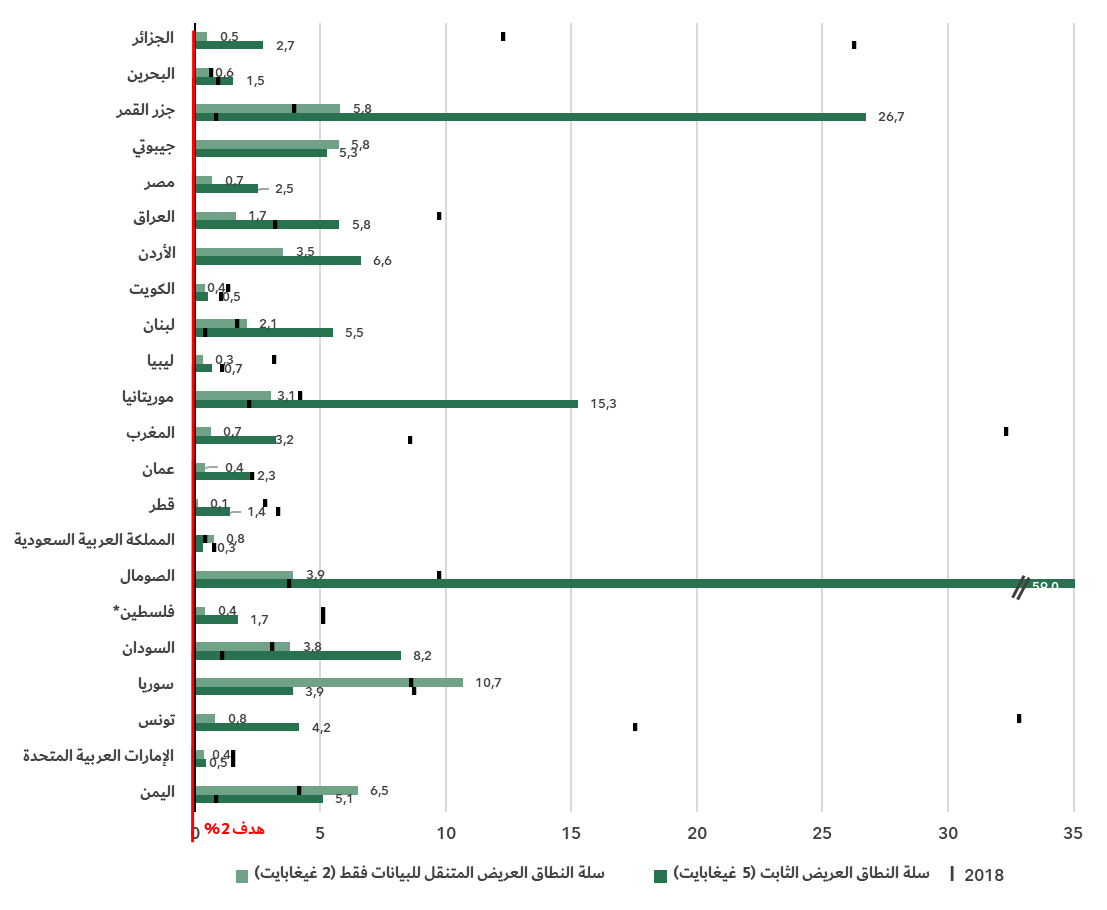 الجزائر
0,5
2,7
البحرين
0,6
1,5
جزر القمر
5,8
26,7
جيبوتي
5,8
5,3
مصر
0,7
2,5
العراق
1,7
5,8
الأردن
3,5
6,6
الكويت
0,4
0,5
لبنان
2,1
5,5
ليبيا
0,3
0,7
موريتانيا
3,1
15,3
المغرب
0,7
3,2
عمان
0,4
2,3
قطر
0,1
1,4
المملكة العربية السعودية
0,8
0,3
الصومال
3,9
59,0
فلسطين*
0,4
1,7
السودان
3,8
8,2
سوريا
10,7
3,9
تونس
0,8
4,2
الإمارات العربية المتحدة
0,4
0,5
اليمن
6,5
5,1
هدف 2%
0 5 10 15 20 25 30 35
سلة النطاق العريض المتنقل للبيانات فقط (2 غيغابايت)
سلة النطاق العريض الثابت (5 غيغابايت)
2018